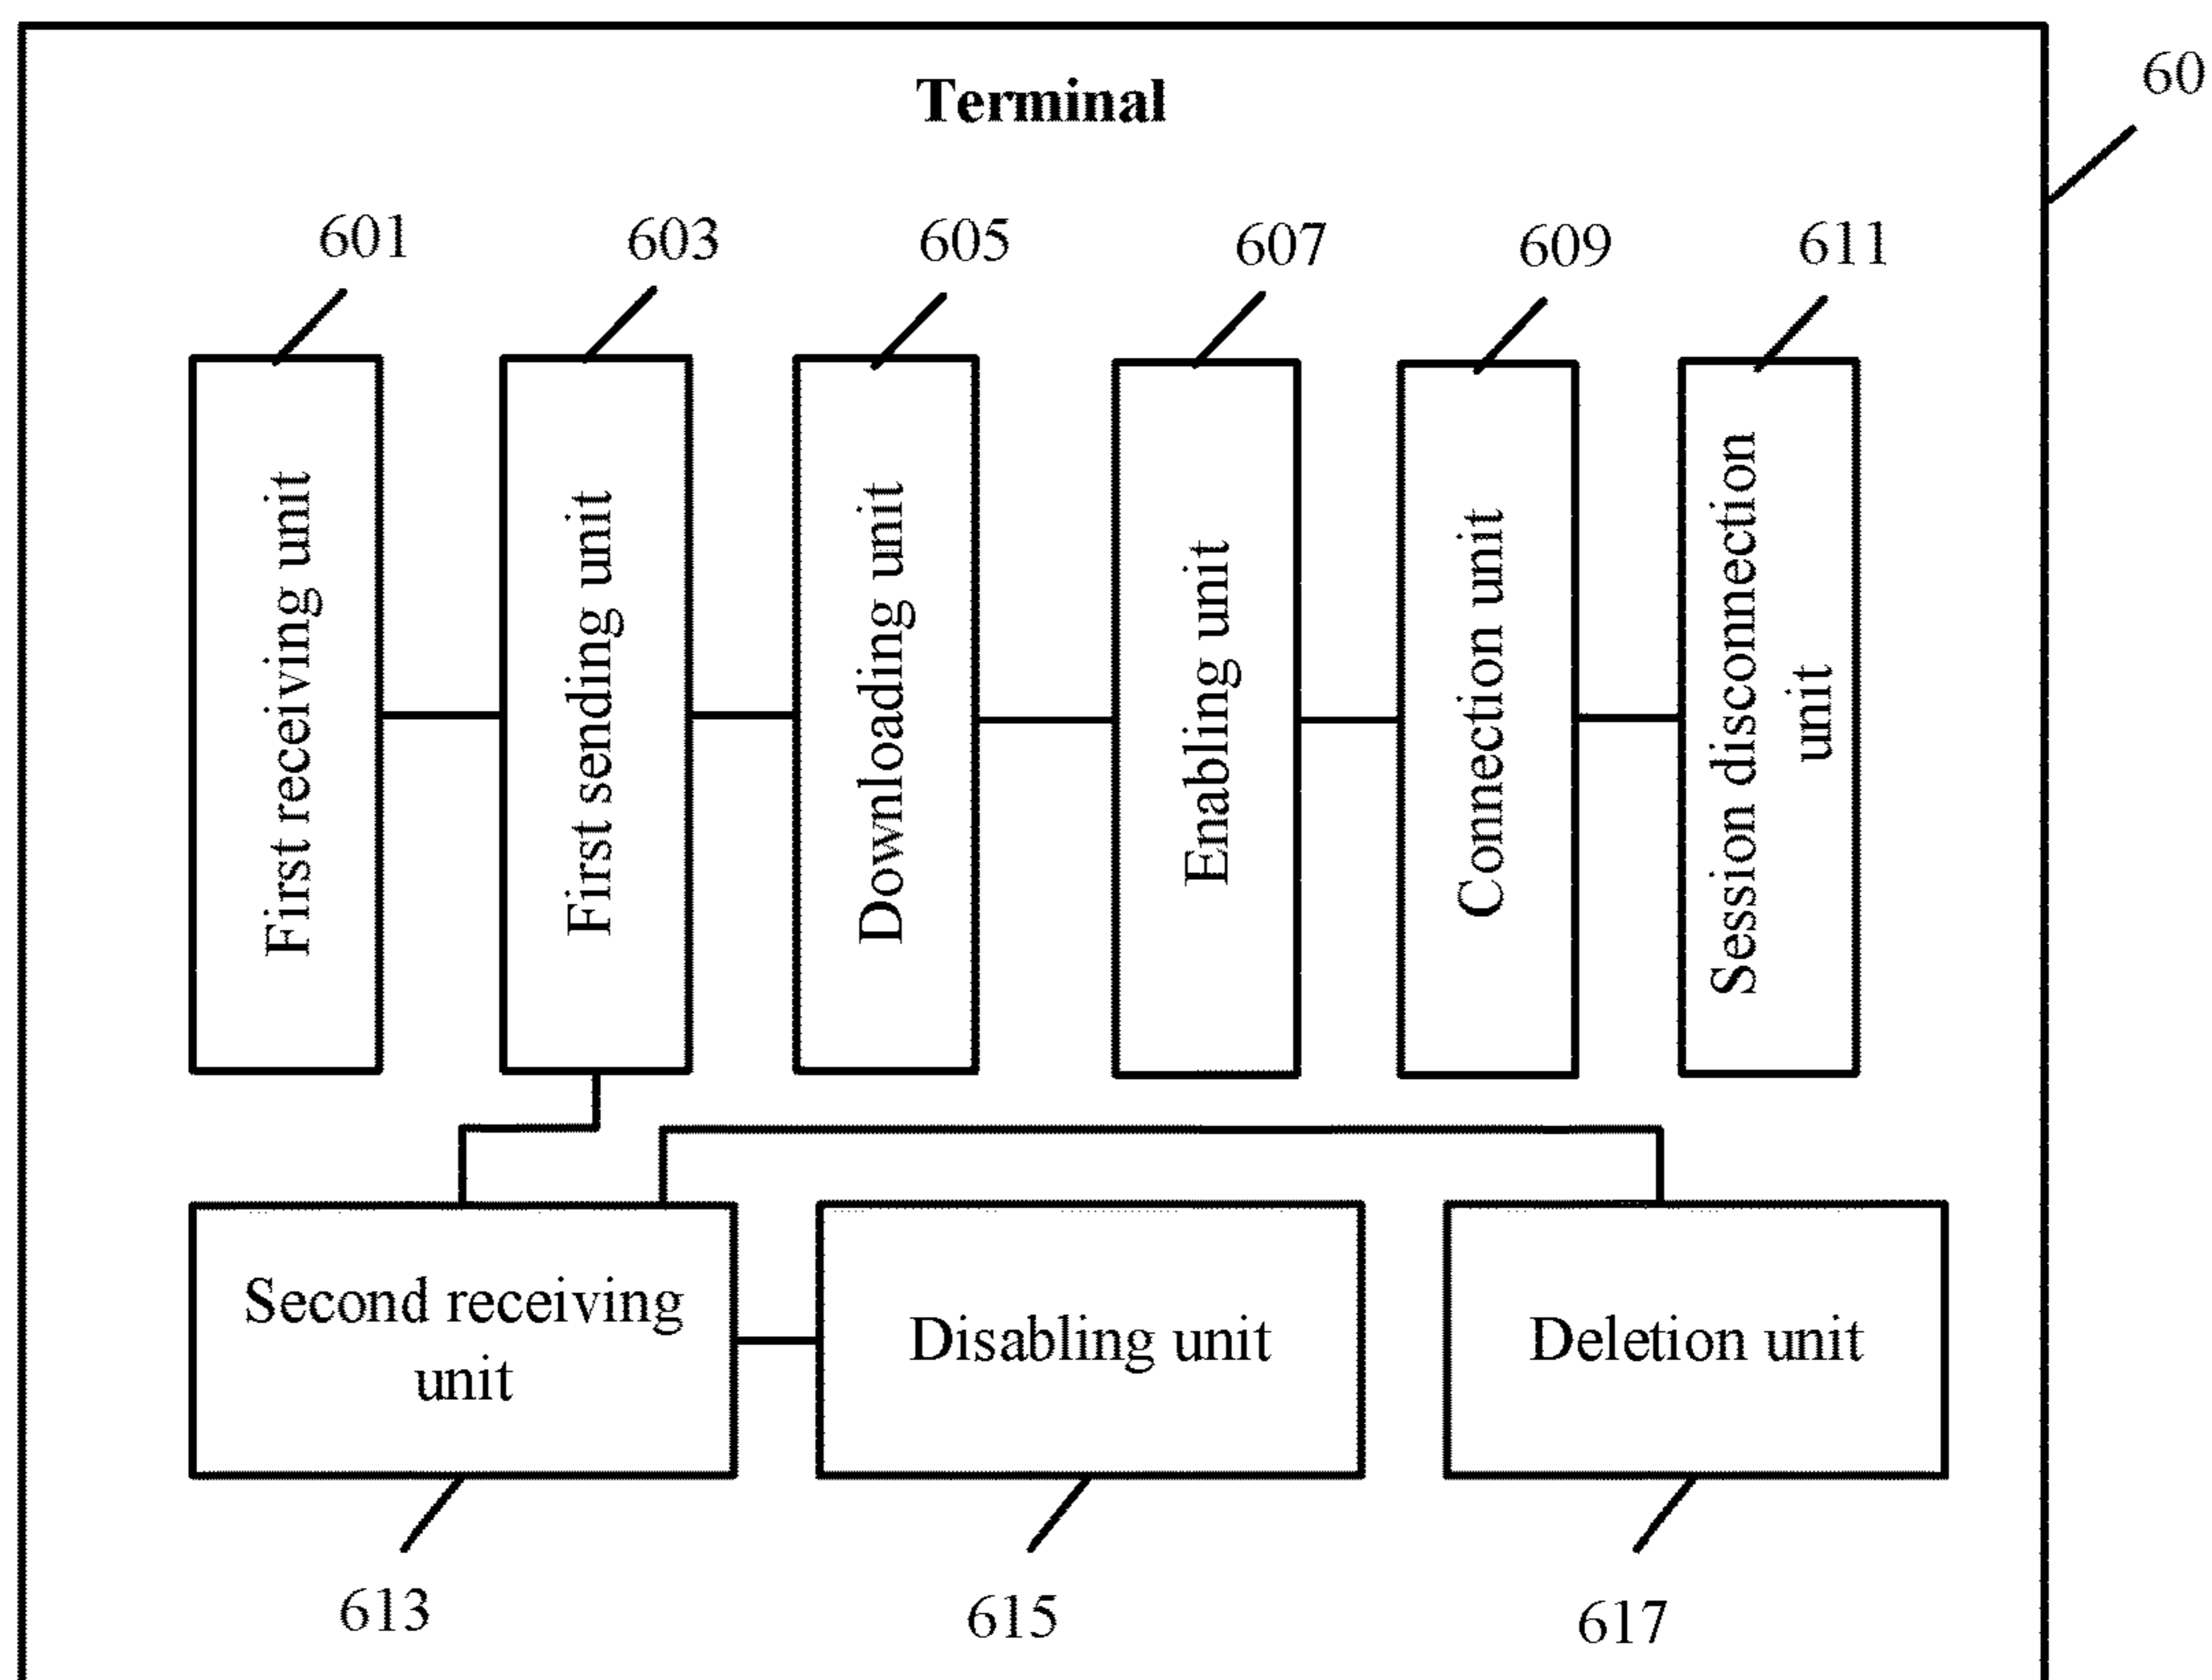 Terminal
60
601
603
605
607
609
611
First receiving unit
First sending unit
Downloading unit
Enabling unit
Connection unit
Session disconnection
unit
Second receiving
unit
Disabling unit
Deletion unit
613
615
617